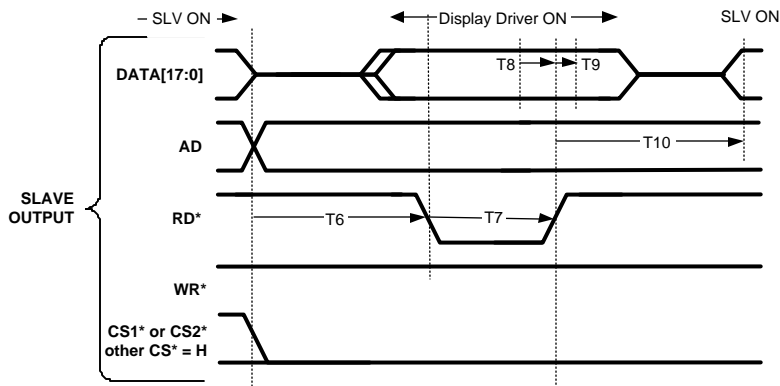 – SLV ON
Display Driver ON
SLV ON
DATA[17:0]
T8
T9
AD
T10
SLAVE
OUTPUT
RD*
T6
T7
WR*
CS1* or CS2*
other CS* = H